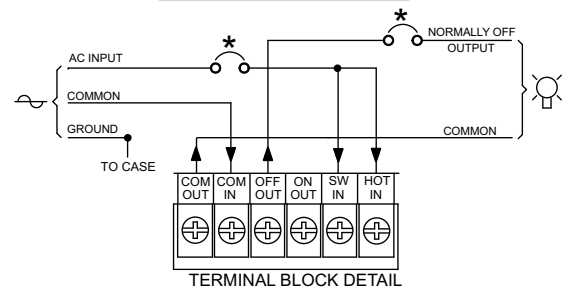 *
*
NORMALLY OFF
OUTPUT
AC INPUT
COMMON
GROUND
COMMON
TO CASE
COM OUT
COM IN
OFF OUT
ON OUT
SW IN
HOT IN
TERMINAL BLOCK DETAIL